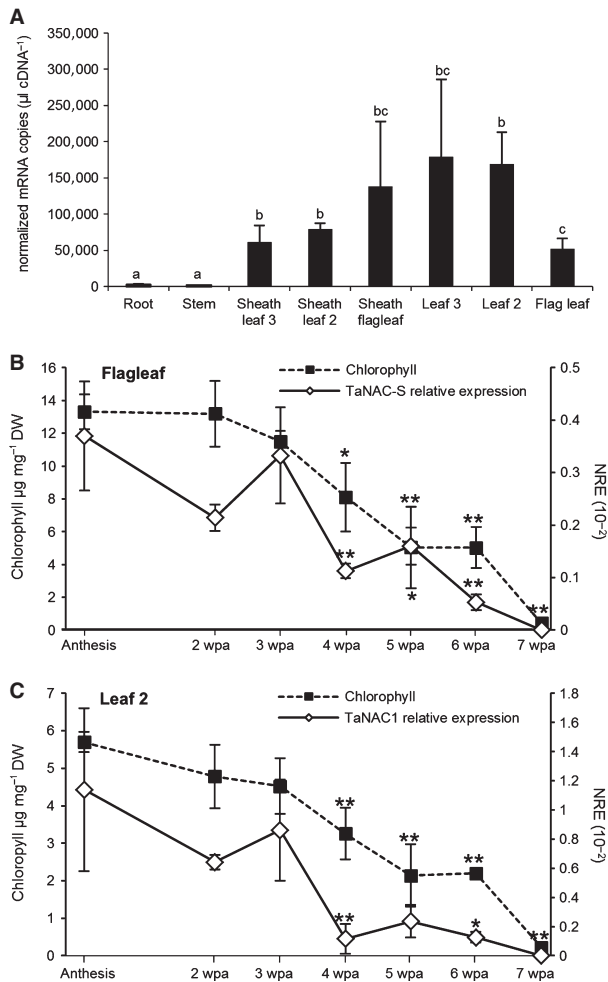 A
normalized mRNA copies (µl cDNA⁻¹)
350,000
300,000
250,000
200,000
150,000
100,000
50,000
0
a
a
b
b
bc
bc
b
c
Root
Stem
Sheath leaf 3
Sheath leaf 2
Sheath flagleaf
Leaf 3
Leaf 2
Flag leaf
B
Flagleaf
Chlorophyll
TaNAC-S relative expression
Chlorophyll µg mg⁻¹ DW
16
14
12
10
8
6
4
2
0
NRE (10⁻²)
0.5
0.4
0.3
0.2
0.1
0
*
**
**
*
**
**
**
Anthesis
2 wpa
3 wpa
4 wpa
5 wpa
6 wpa
7 wpa
C
Leaf 2
Chlorophyll
TaNAC1 relative expression
Chloropyll µg mg⁻¹ DW
7
6
5
4
3
2
1
0
NRE (10⁻²)
1.8
1.6
1.4
1.2
1
0.8
0.6
0.4
0.2
0
**
**
**
**
*
**
Anthesis
2 wpa
3 wpa
4 wpa
5 wpa
6 wpa
7 wpa